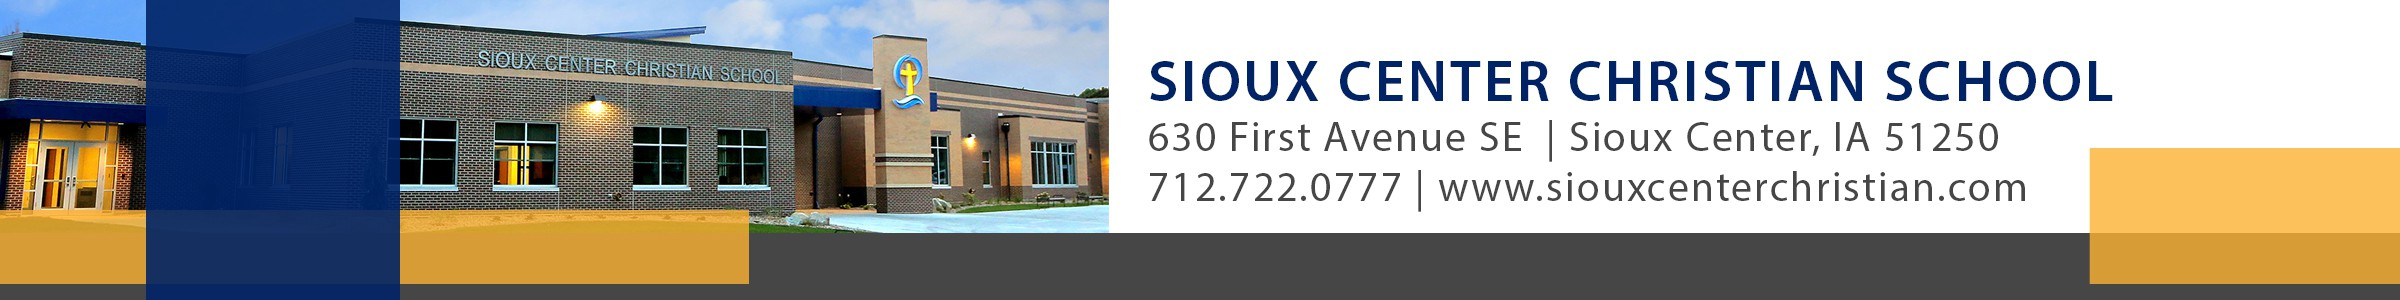 SIOUX CENTER CHRISTIAN SCHOOL
SIOUX CENTER CHRISTIAN SCHOOL
630 First Avenue SE | Sioux Center, IA 51250
712.722.0777 | www.siouxcenterchristian.com